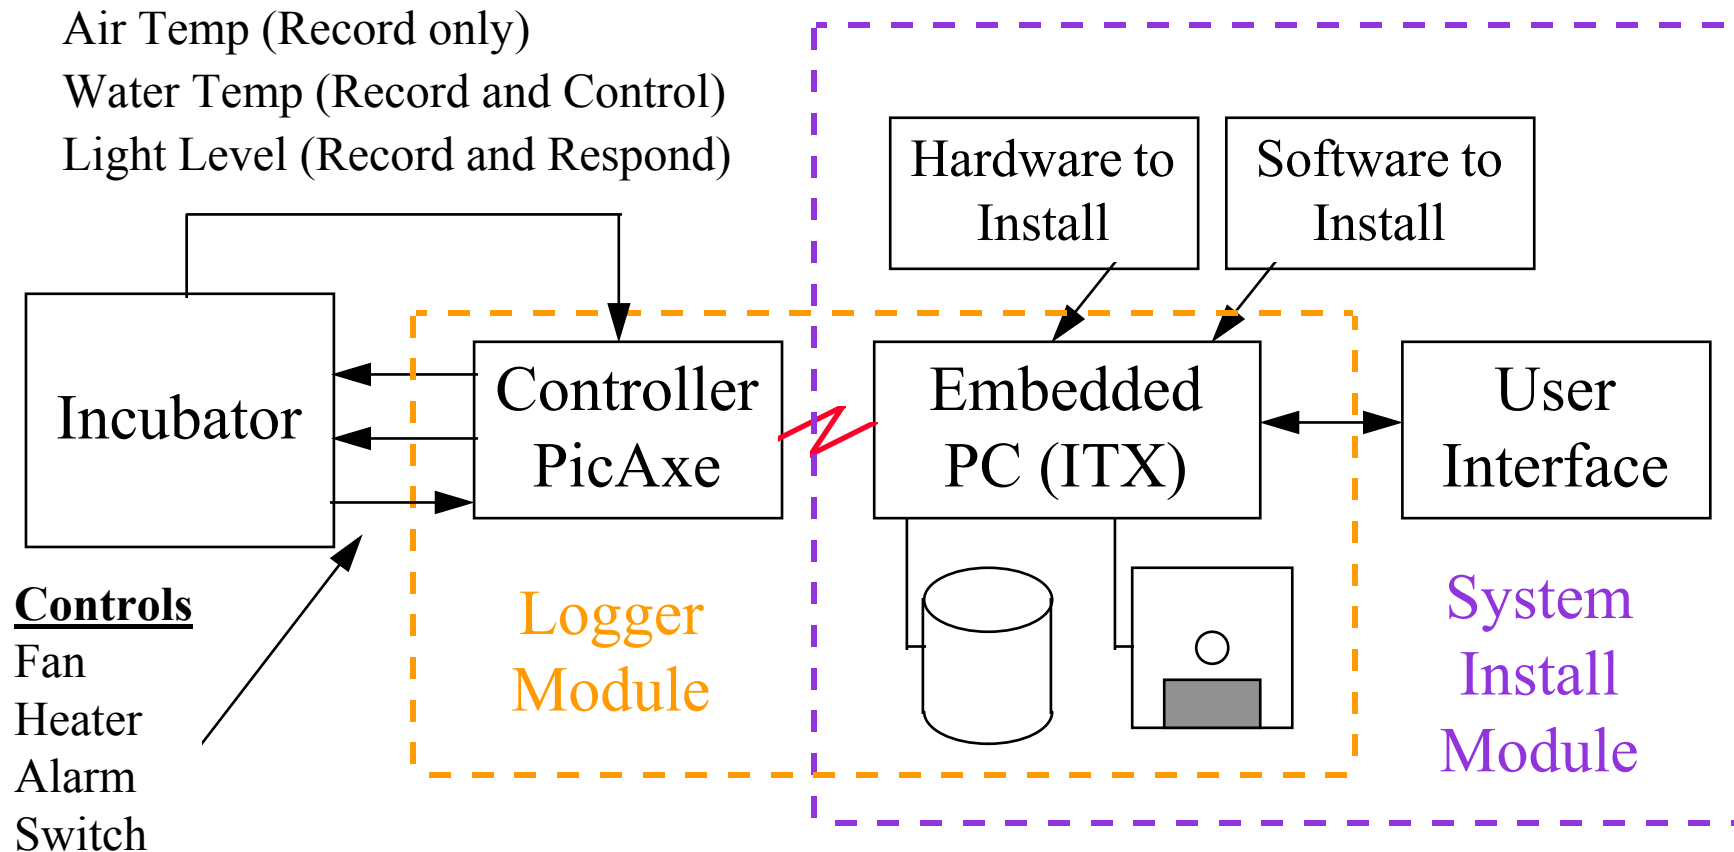 Air Temp (Record only)
Water Temp (Record and Control)
Light Level (Record and Respond)
Hardware to
Install
Software to
Install
Incubator
Controller
PicAxe
Embedded
PC (ITX)
User
Interface
Controls
Fan
Heater
Alarm
Switch
Logger
Module
System
Install
Module